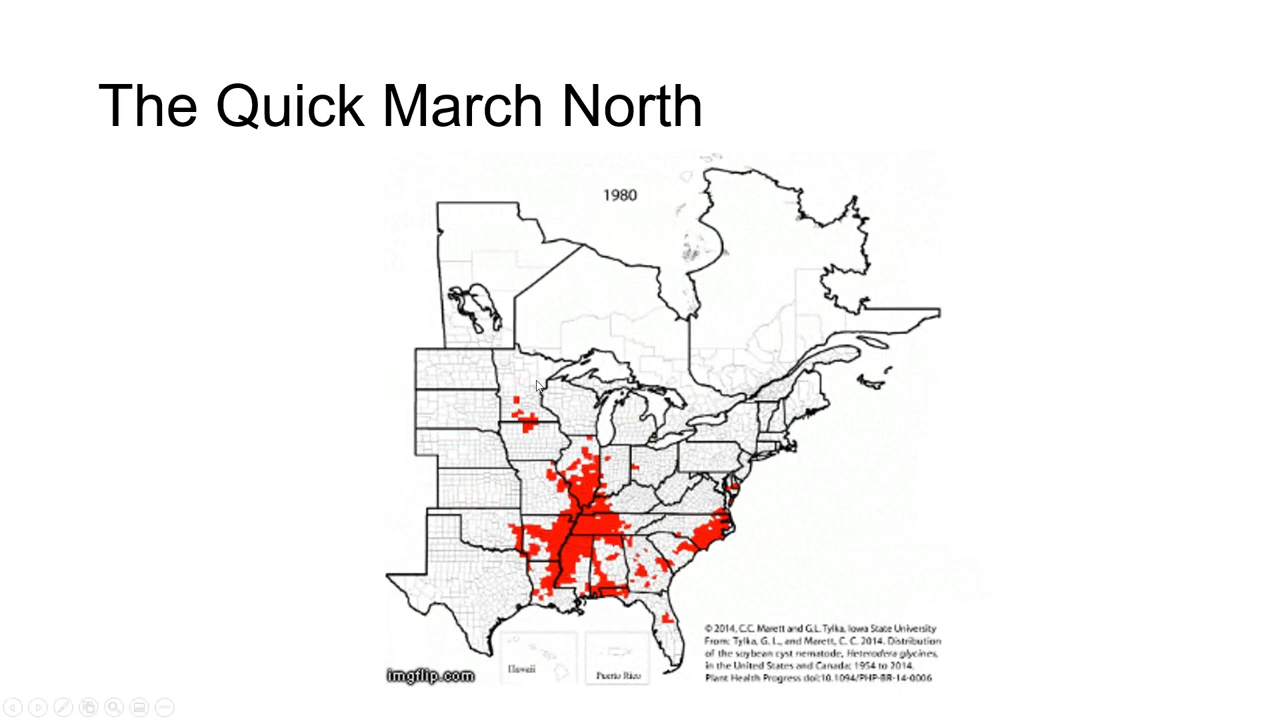 The Quick March North
1980
© 2014, C.C. Marett and G.L. Tylka, Iowa State University
From: Tylka, G. L., and Marett, C. C. 2014. Distribution
of the soybean cyst nematode, Heterodera glycines,
in the United States and Canada: 1954 to 2014.
Plant Health Progress doi:10.1094/PHP-BR-14-0006
Hawaii
Puerto Rico
imgflip.com